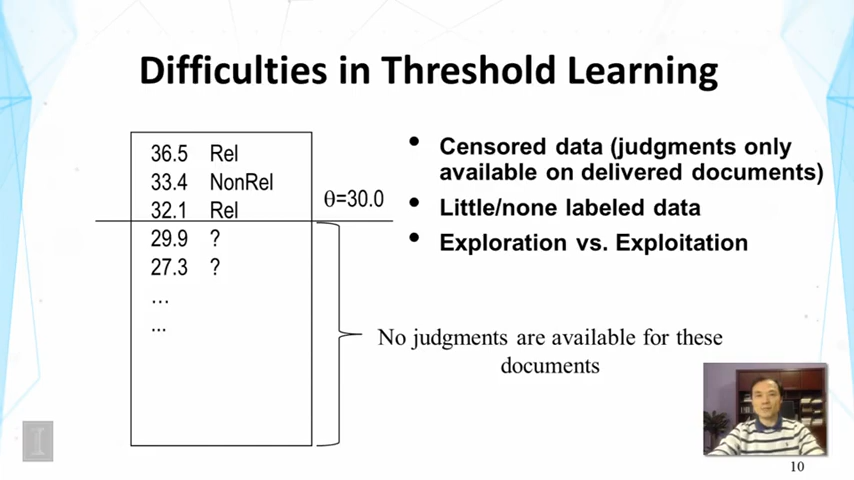 Difficulties in Threshold Learning
36.5 Rel
33.4 NonRel
32.1 Rel
θ=30.0
29.9 ?
27.3 ?
…
...
• Censored data (judgments only
available on delivered documents)
• Little/none labeled data
• Exploration vs. Exploitation
No judgments are available for these
documents
I
10